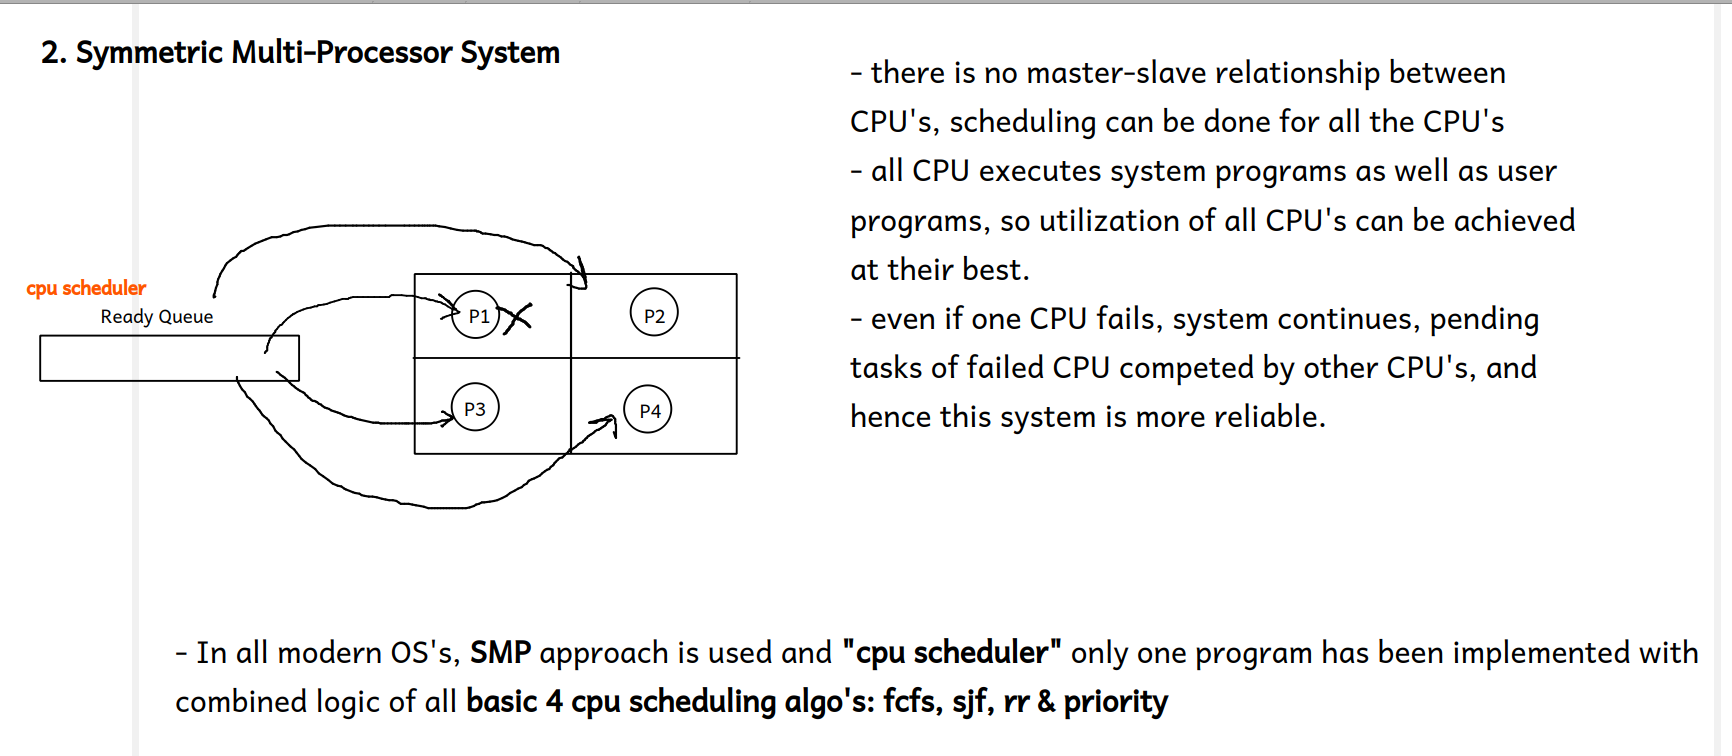 2. Symmetric Multi-Processor System
- there is no master-slave relationship between
CPU's, scheduling can be done for all the CPU's
- all CPU executes system programs as well as user
programs, so utilization of all CPU's can be achieved
at their best.
- even if one CPU fails, system continues, pending
tasks of failed CPU competed by other CPU's, and
hence this system is more reliable.
cpu scheduler
Ready Queue
P1
P2
P3
P4
- In all modern OS's, SMP approach is used and "cpu scheduler" only one program has been implemented with
combined logic of all basic 4 cpu scheduling algo's: fcfs, sjf, rr & priority